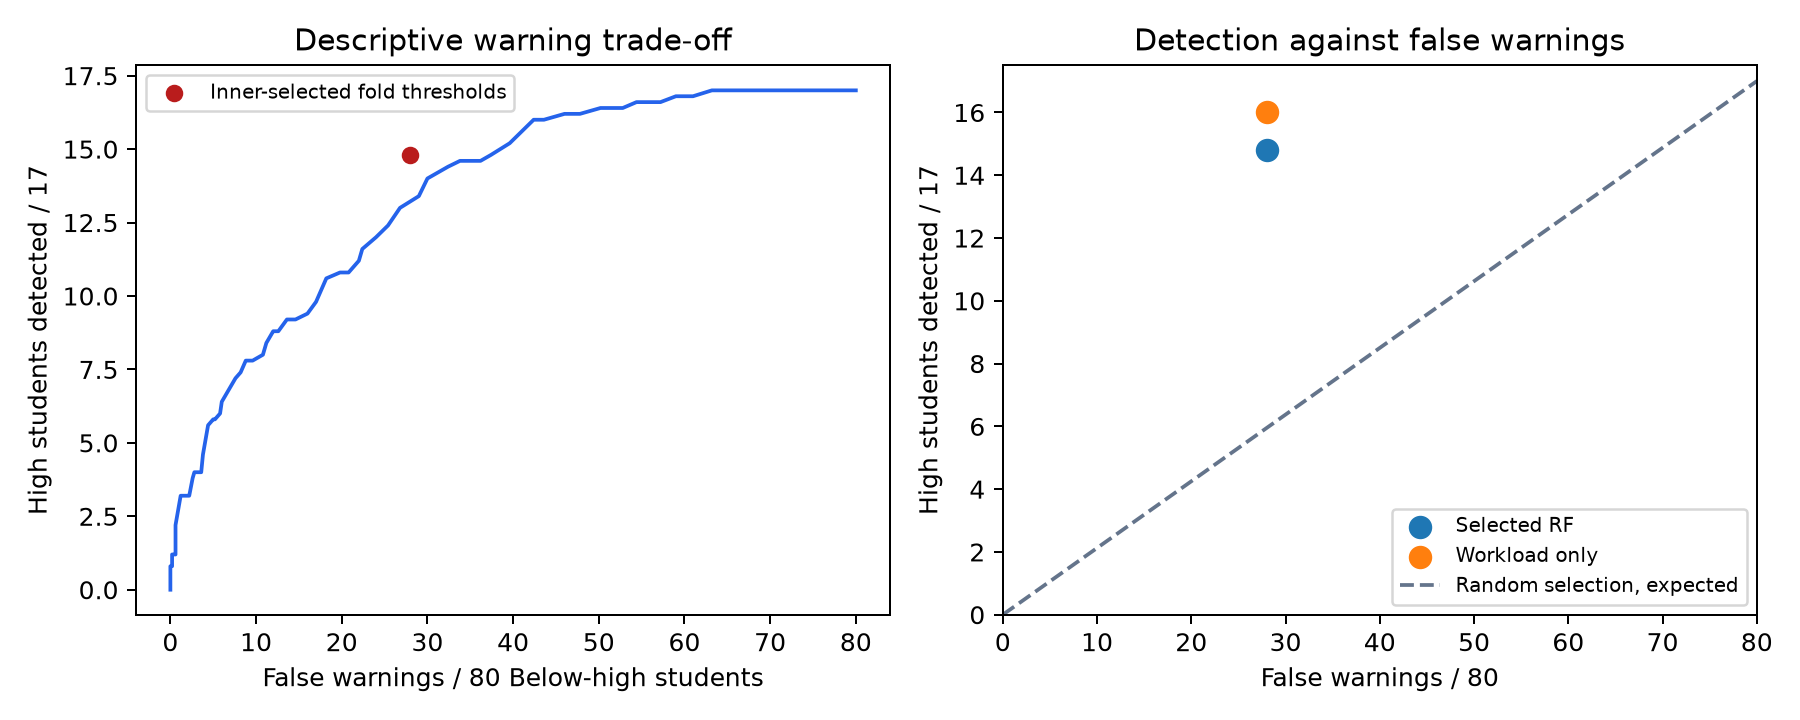 Descriptive warning trade-off
17.5
15.0
12.5
10.0
7.5
5.0
2.5
0.0
High students detected / 17
Inner-selected fold thresholds
0 10 20 30 40 50 60 70 80
False warnings / 80 Below-high students
Detection against false warnings
16
14
12
10
8
6
4
2
0
High students detected / 17
Selected RF
Workload only
Random selection, expected
0 10 20 30 40 50 60 70 80
False warnings / 80